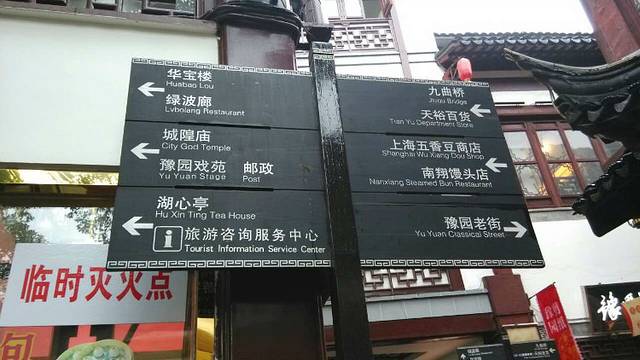 华宝楼
Huabao Lou
绿波廊
Lvbolang Restaurant
城隍庙
City God Temple
豫园戏苑 邮政
Yu Yuan Stage Post
湖心亭
Hu Xin Ting Tea House
i 旅游咨询服务中心
Tourist Information Service Center
九曲桥
Jiuqu Bridge
天裕百货
Tian Yu Department Store
上海五香豆商店
Shanghai Wu Xiang Dou Shop
南翔馒头店
Nanxiang Steamed Bun Restaurant
豫园老街
Yu Yuan Classical Street
临时灭火点